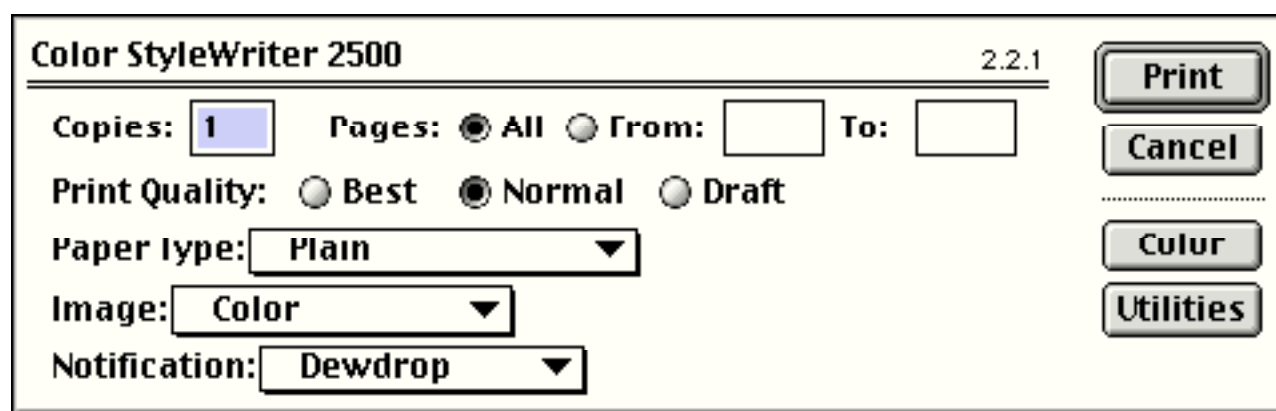 Color StyleWriter 2500 2.2.1
Print
Copies: 1 Pages: All From: To:
Cancel
Print Quality: Best Normal Draft
Paper Type: Plain
Color
Image: Color
Utilities
Notification: Dewdrop